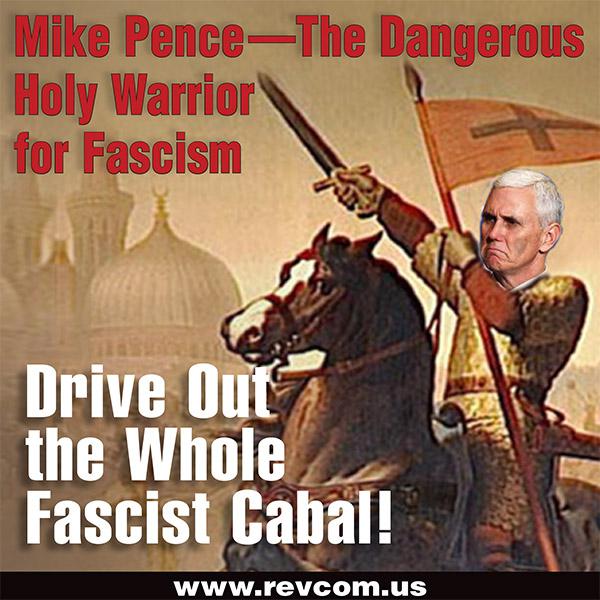 Mike Pence—The Dangerous
Holy Warrior
for Fascism
Drive Out
the Whole
Fascist Cabal!
www.revcom.us